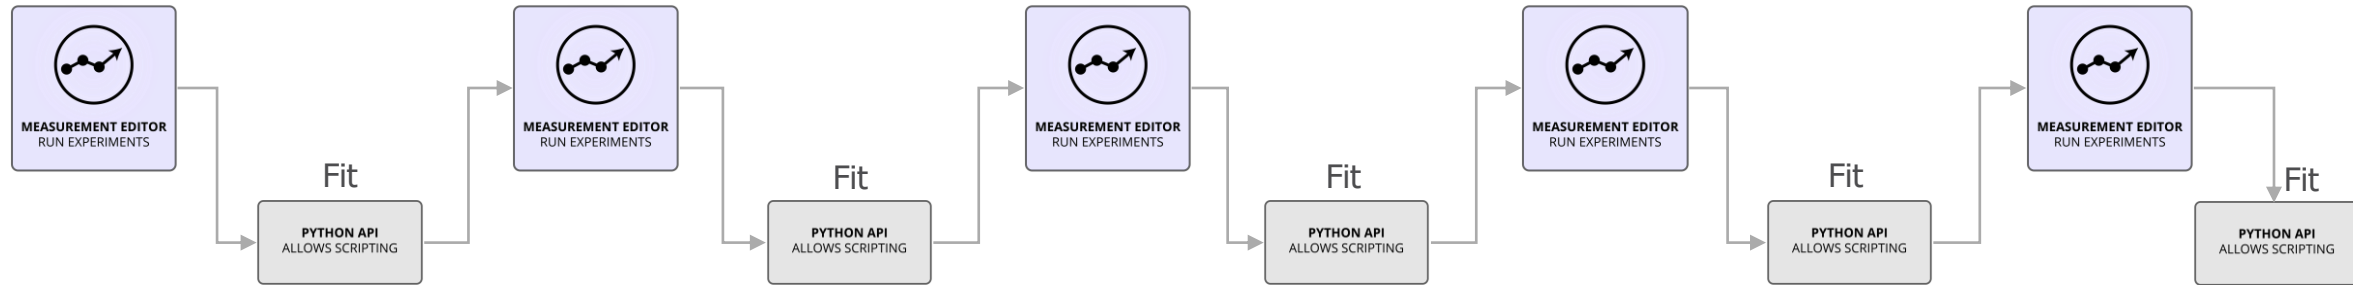 MEASUREMENT EDITOR
RUN EXPERIMENTS
Fit
PYTHON API
ALLOWS SCRIPTING
MEASUREMENT EDITOR
RUN EXPERIMENTS
Fit
PYTHON API
ALLOWS SCRIPTING
MEASUREMENT EDITOR
RUN EXPERIMENTS
Fit
PYTHON API
ALLOWS SCRIPTING
MEASUREMENT EDITOR
RUN EXPERIMENTS
Fit
PYTHON API
ALLOWS SCRIPTING
MEASUREMENT EDITOR
RUN EXPERIMENTS
Fit
PYTHON API
ALLOWS SCRIPTING